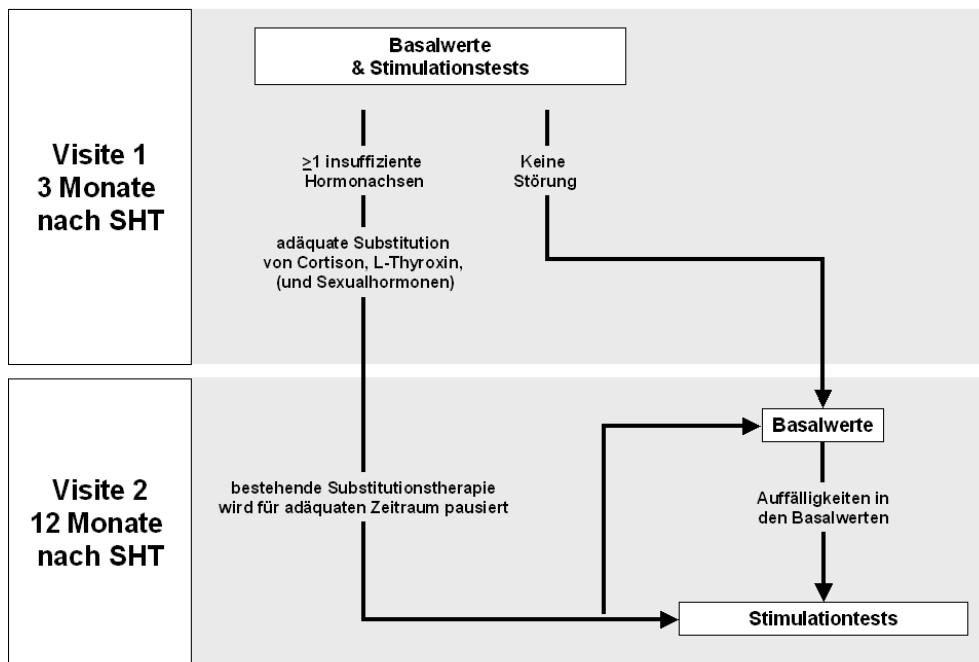 Basalwerte
& Stimulationstests
Visite 1
3 Monate
nach SHT
≥1 insuffiziente
Hormonachsen
Keine
Störung
adäquate Substitution
von Cortison, L-Thyroxin,
(und Sexualhormonen)
Visite 2
12 Monate
nach SHT
Basalwerte
bestehende Substitutionstherapie
wird für adäquaten Zeitraum pausiert
Auffälligkeiten in
den Basalwerten
Stimulationtests